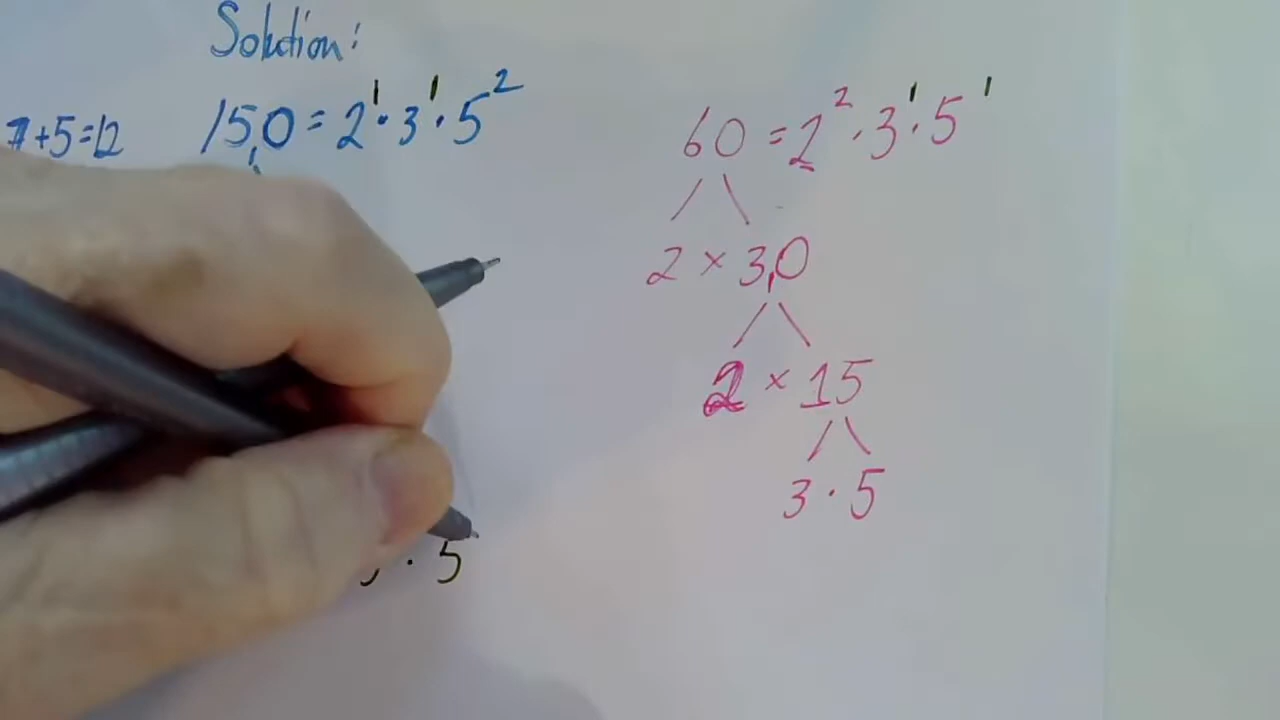 Solution:
7+5=12
150 = 2¹·3¹·5²
60 = 2²·3¹·5¹
2 × 30
2 × 15
3·5
· 5